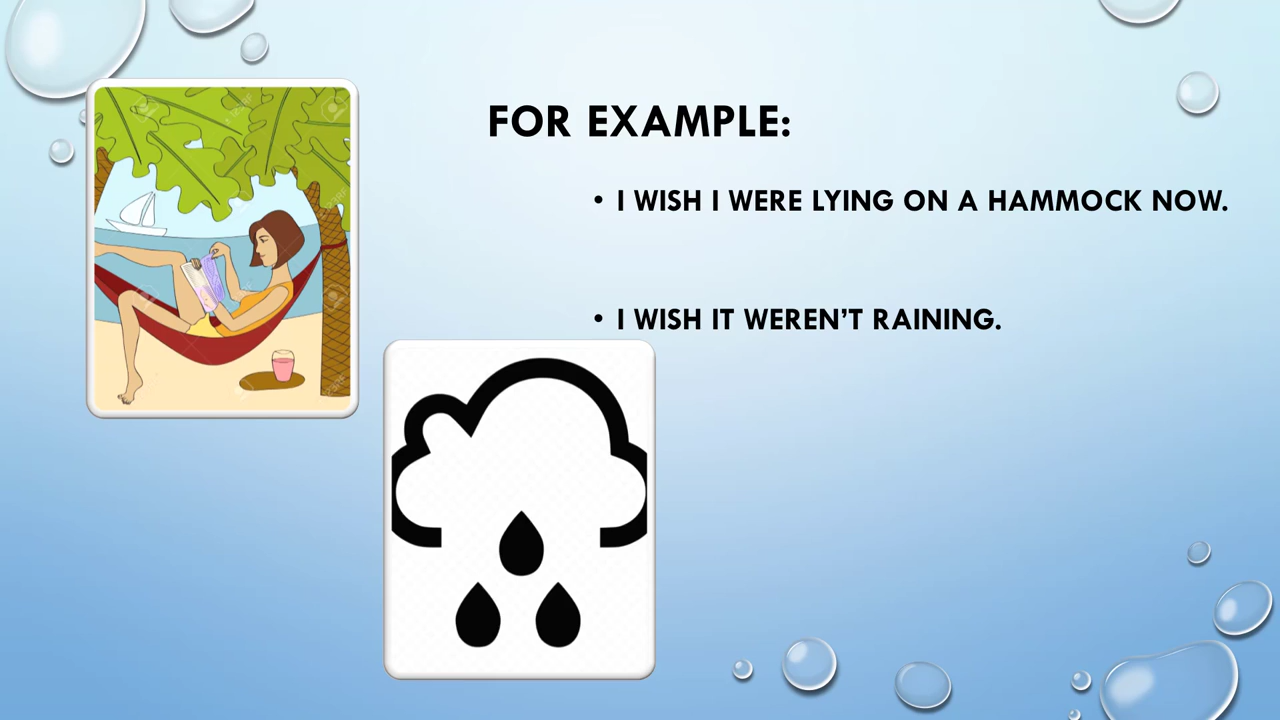 FOR EXAMPLE:
• I WISH I WERE LYING ON A HAMMOCK NOW.
• I WISH IT WEREN’T RAINING.